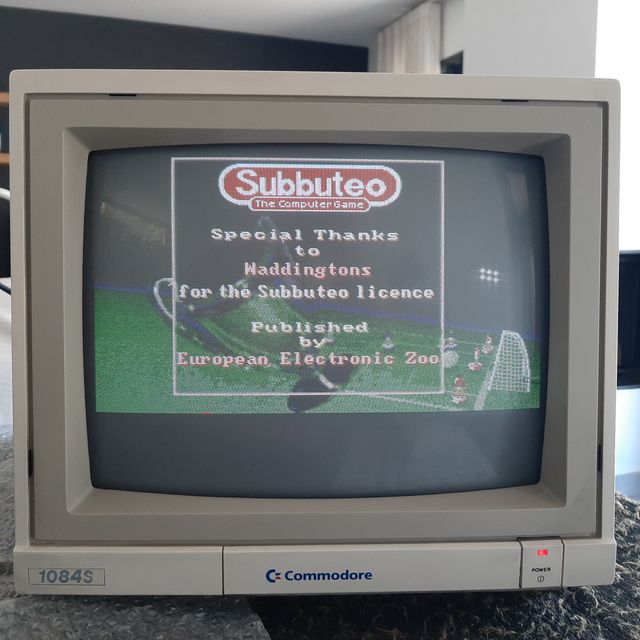 Subbuteo
The Computer Game
Special Thanks
to
Waddingtons
for the Subbuteo licence
Published
by
European Electronic Zoo
1084S
Commodore
POWER